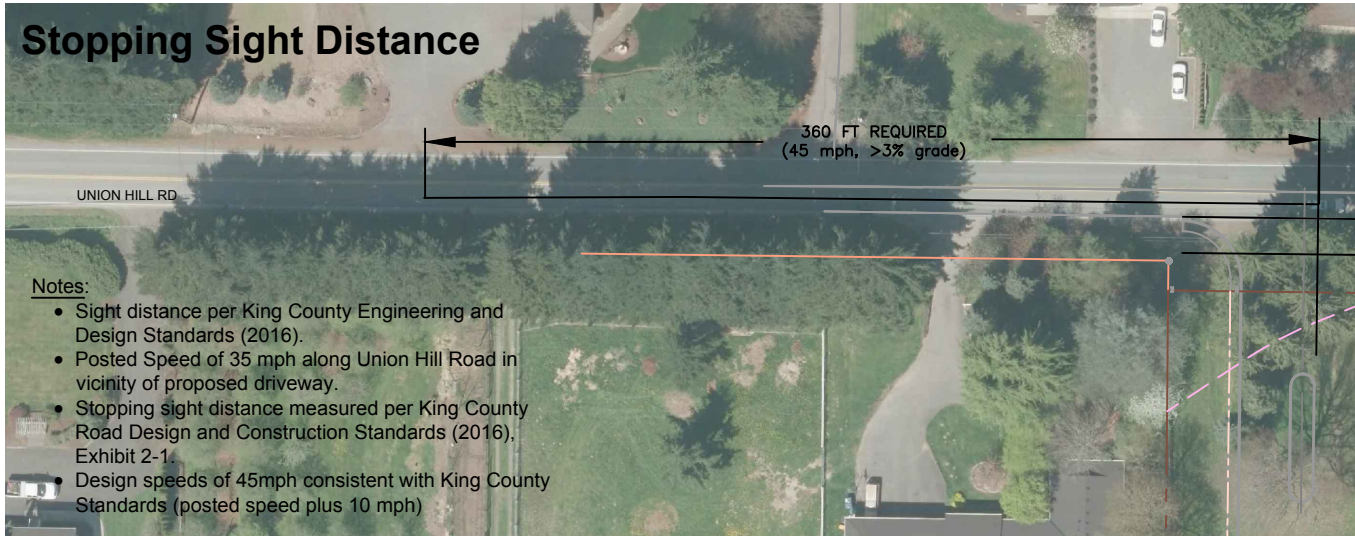 Stopping Sight Distance
360 FT REQUIRED
(45 mph, >3% grade)
UNION HILL RD
Notes:
• Sight distance per King County Engineering and
Design Standards (2016).
• Posted Speed of 35 mph along Union Hill Road in
vicinity of proposed driveway.
• Stopping sight distance measured per King County
Road Design and Construction Standards (2016),
Exhibit 2-1.
• Design speeds of 45mph consistent with King County
Standards (posted speed plus 10 mph)